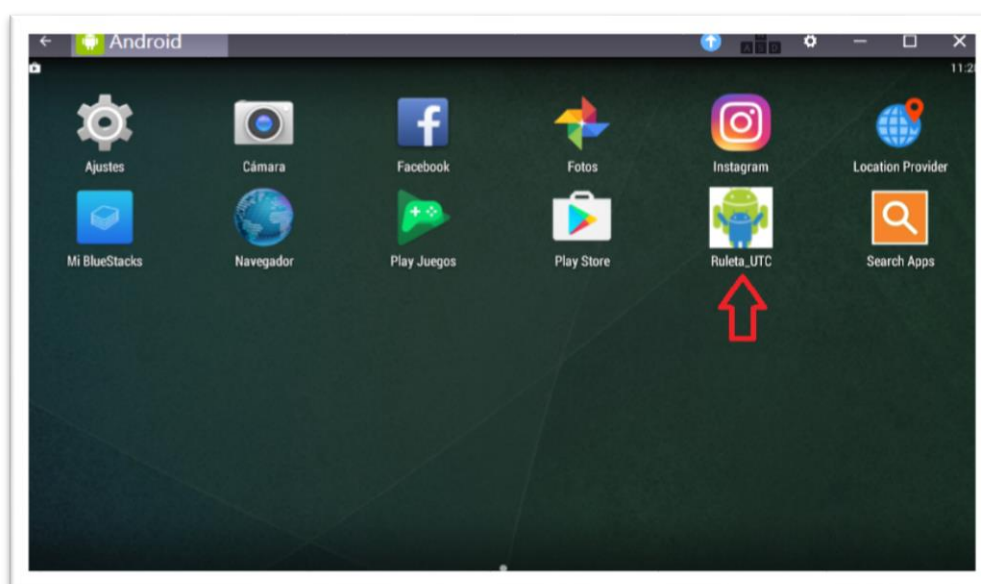 Android
11:28
Ajustes
Cámara
Facebook
Fotos
Instagram
Location Provider
Mi BlueStacks
Navegador
Play Juegos
Play Store
Ruleta_UTC
Search Apps